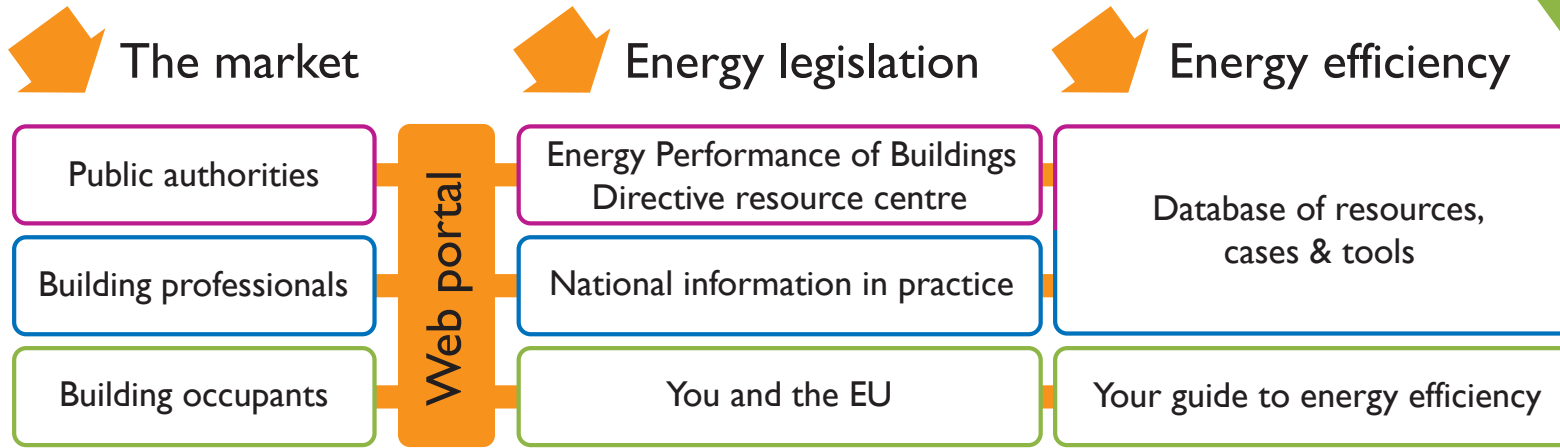 The market
Energy legislation
Energy efficiency
Public authorities
Building professionals
Building occupants
Web portal
Energy Performance of Buildings
Directive resource centre
National information in practice
You and the EU
Database of resources,
cases & tools
Your guide to energy efficiency